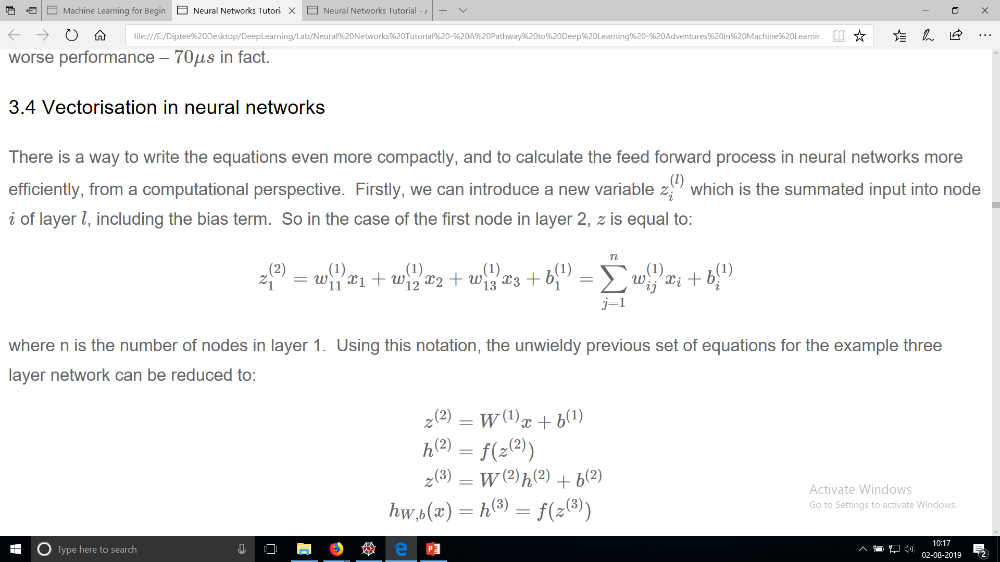 Machine Learning for Begin
Neural Networks Tutori
Neural Networks Tutorial -
file:///E:/Diptee%20Desktop/DeepLearning/Lab/Neural%20Networks%20Tutorial%20-%20A%20Pathway%20to%20Deep%20Learning%20-%20Adventures%20in%20Machine%20Learnin
worse performance – 70μs in fact.
3.4 Vectorisation in neural networks
There is a way to write the equations even more compactly, and to calculate the feed forward process in neural networks more
efficiently, from a computational perspective. Firstly, we can introduce a new variable z_i^{(l)} which is the summated input into node
i of layer l, including the bias term. So in the case of the first node in layer 2, z is equal to:
z_1^{(2)} = w_{11}^{(1)}x_1 + w_{12}^{(1)}x_2 + w_{13}^{(1)}x_3 + b_1^{(1)} = \sum_{j=1}^{n} w_{ij}^{(1)}x_i + b_i^{(1)}
where n is the number of nodes in layer 1. Using this notation, the unwieldy previous set of equations for the example three
layer network can be reduced to:
z^{(2)} = W^{(1)}x + b^{(1)}
h^{(2)} = f(z^{(2)})
z^{(3)} = W^{(2)}h^{(2)} + b^{(2)}
h_{W,b}(x) = h^{(3)} = f(z^{(3)})
Activate Windows
Go to Settings to activate Windows.
Type here to search
10:17
02-08-2019
2